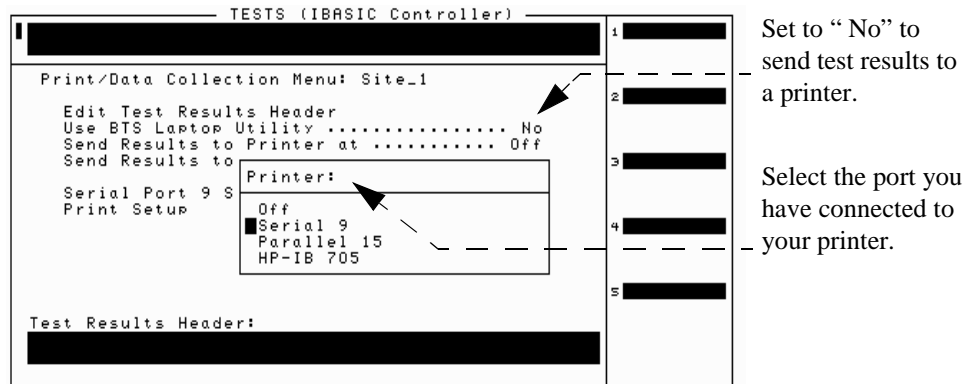 TESTS (IBASIC Controller)
1
Print/Data Collection Menu: Site_1
2
Edit Test Results Header
Use BTS Laptop Utility ................ No
Send Results to Printer at ........... Off
Send Results to
3
Printer:
Serial Port 9 S
Print Setup
Off
Serial 9
Parallel 15
HP-IB 705
4
5
Test Results Header:
Set to “ No” to
send test results to
a printer.
Select the port you
have connected to
your printer.